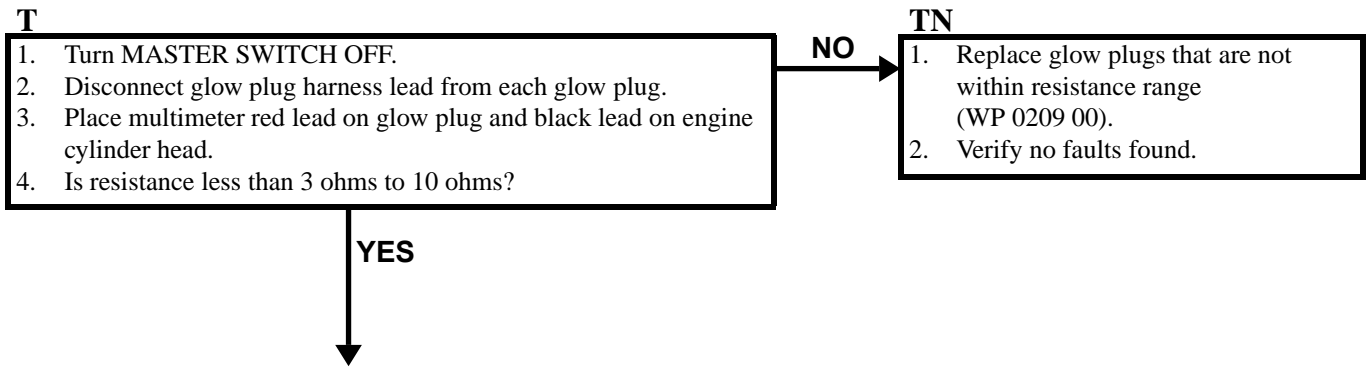 T
1. Turn MASTER SWITCH OFF.
2. Disconnect glow plug harness lead from each glow plug.
3. Place multimeter red lead on glow plug and black lead on engine
cylinder head.
4. Is resistance less than 3 ohms to 10 ohms?
NO
TN
1. Replace glow plugs that are not
within resistance range
(WP 0209 00).
2. Verify no faults found.
YES